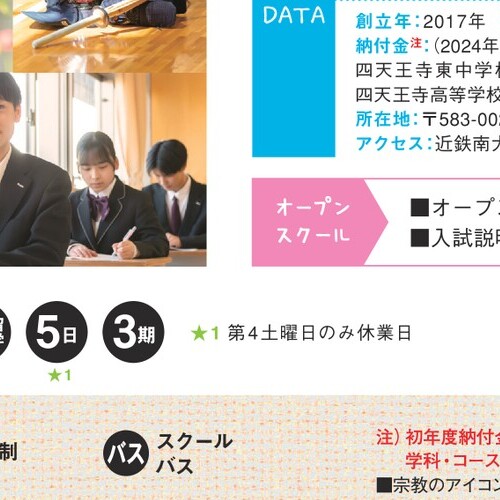 DATA
創立年：2017年
納付金注：（2024年
四天王寺東中学校
四天王寺高等学校
所在地：〒583-002
アクセス：近鉄南大
オープン
スクール
■オープンス
■入試説明
5日
3期
★1 第4土曜日のみ休業日
★1
制
バス
スクール
バス
注）初年度納付金
学科・コース
■宗教のアイコン